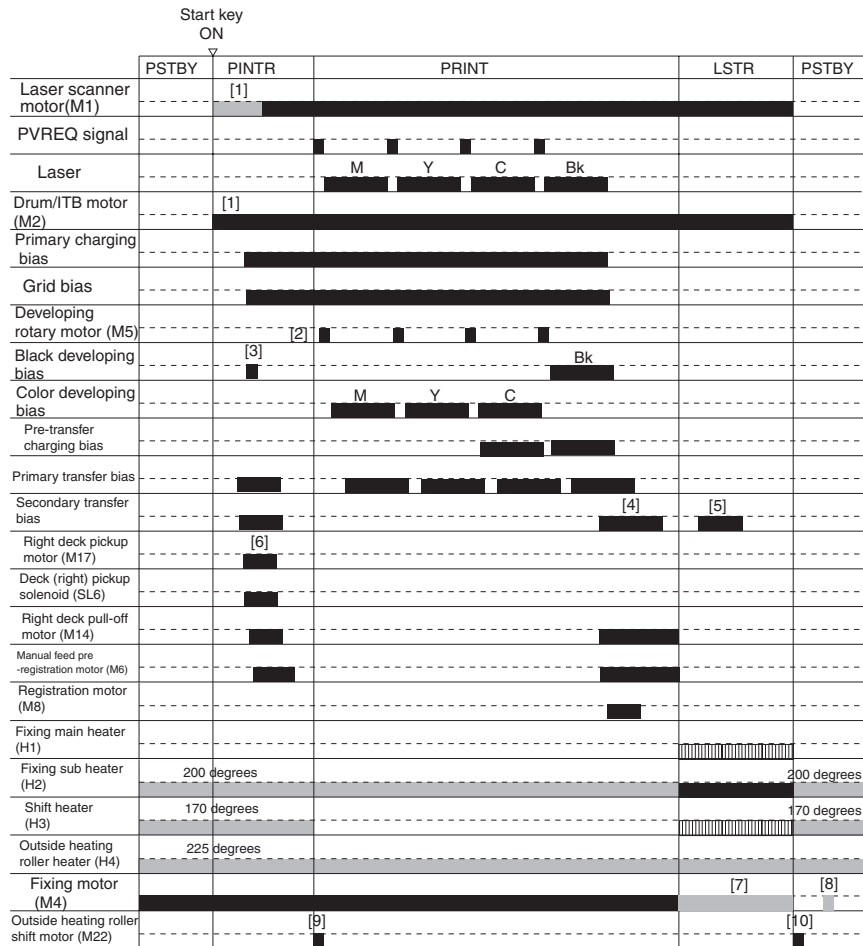 Start key
ON
PSTBY PINTR PRINT LSTR PSTBY
Laser scanner
motor(M1)
[1]
PVREQ signal
Laser
M Y C Bk
Drum/ITB motor
(M2)
[1]
Primary charging
bias
Grid bias
Developing
rotary motor (M5)
[2]
Black developing
bias
[3] Bk
Color developing
bias
M Y C
Pre-transfer
charging bias
Primary transfer bias
Secondary transfer
bias
[4] [5]
Right deck pickup
motor (M17)
[6]
Deck (right) pickup
solenoid (SL6)
Right deck pull-off
motor (M14)
Manual feed pre
-registration motor (M6)
Registration motor
(M8)
Fixing main heater
(H1)
Fixing sub heater
(H2)
200 degrees 200 degrees
Shift heater
(H3)
170 degrees 170 degrees
Outside heating
roller heater (H4)
225 degrees
Fixing motor
(M4)
[7] [8]
Outside heating roller
shift motor (M22)
[9] [10]